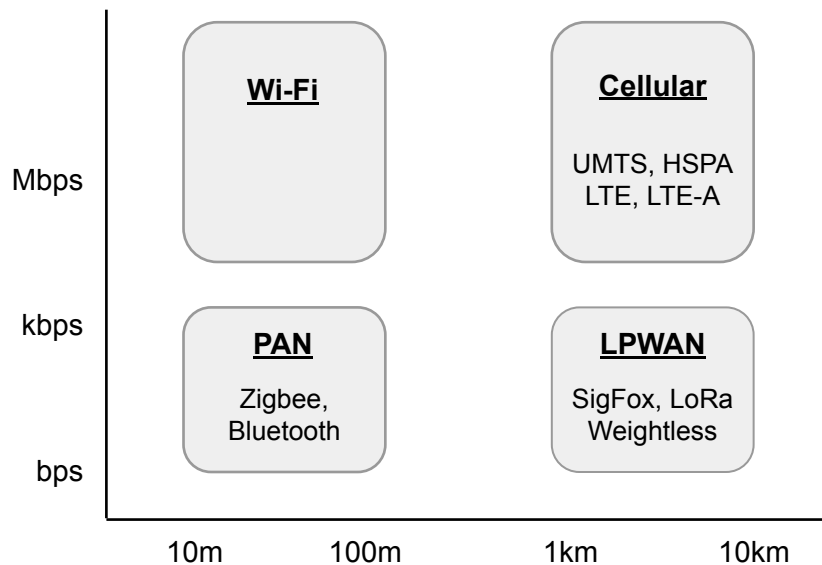 Wi-Fi
Cellular
UMTS, HSPA
LTE, LTE-A
Mbps
kbps
PAN
Zigbee,
Bluetooth
LPWAN
SigFox, LoRa
Weightless
bps
10m
100m
1km
10km